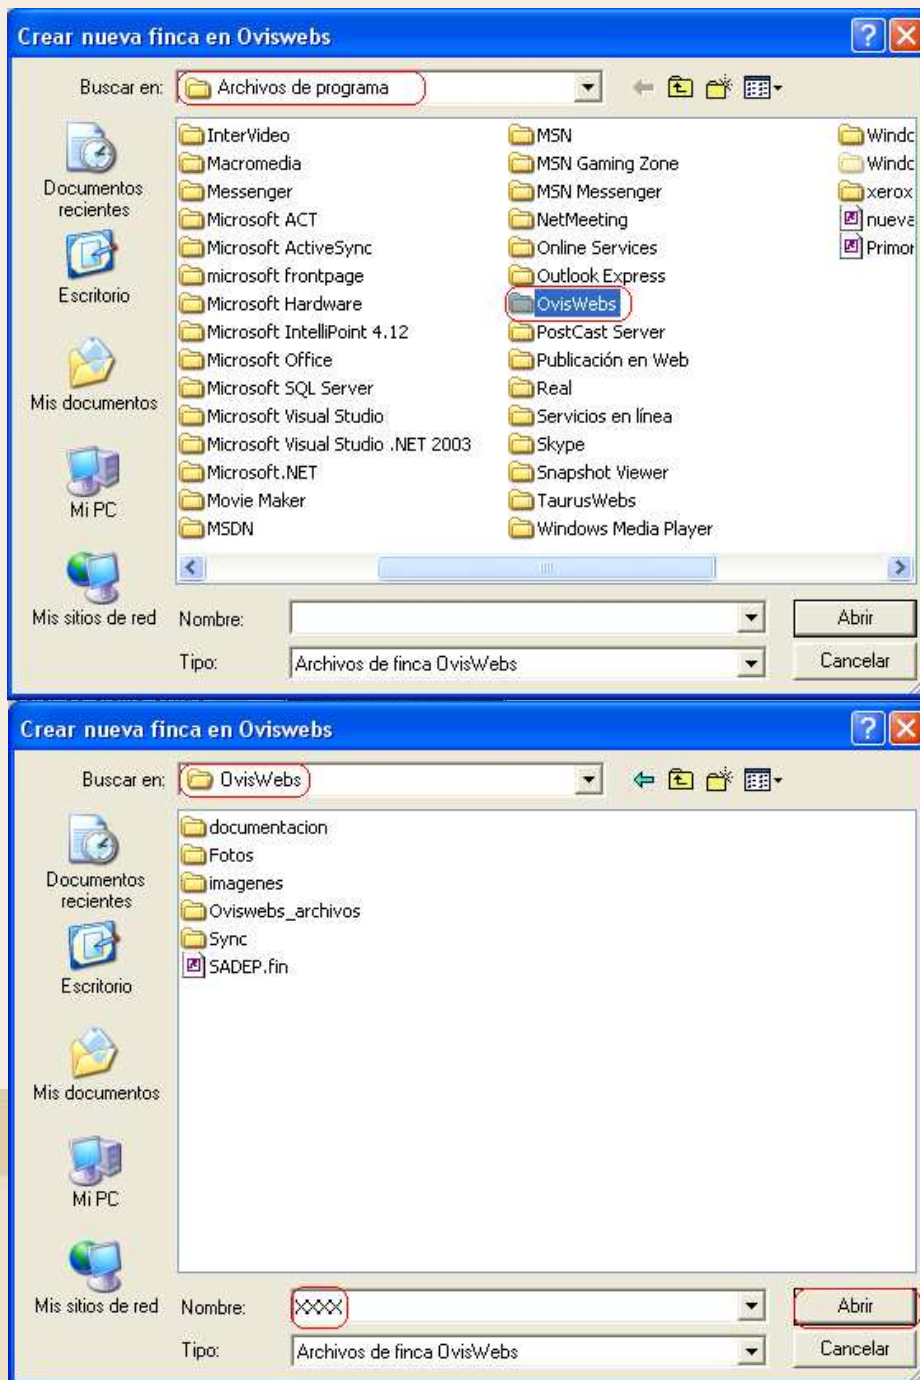 Crear nueva finca en Oviswebs
Buscar en: Archivos de programa
Documentos
recientes
Escritorio
Mis documentos
Mi PC
Mis sitios de red
InterVideo
Macromedia
Messenger
Microsoft ACT
Microsoft ActiveSync
microsoft frontpage
Microsoft Hardware
Microsoft IntelliPoint 4.12
Microsoft Office
Microsoft SQL Server
Microsoft Visual Studio
Microsoft Visual Studio .NET 2003
Microsoft.NET
Movie Maker
MSDN
MSN
MSN Gaming Zone
MSN Messenger
NetMeeting
Online Services
Outlook Express
OvisWebs
PostCast Server
Publicación en Web
Real
Servicios en línea
Skype
Snapshot Viewer
TaurusWebs
Windows Media Player
Windo
Windo
xerox
nueva
Primor
Nombre: Abrir
Tipo: Archivos de finca OvisWebs Cancelar
Crear nueva finca en Oviswebs
Buscar en: OvisWebs
Documentos
recientes
Escritorio
Mis documentos
Mi PC
Mis sitios de red
documentacion
Fotos
imagenes
Oviswebs_archivos
Sync
SADEP.fin
Nombre: XXXX Abrir
Tipo: Archivos de finca OvisWebs Cancelar